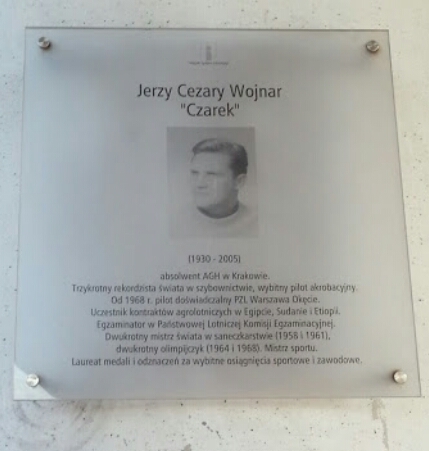 Jerzy Cezary Wojnar
"Czarek"
(1930 - 2005)
absolwent AGH w Krakowie.
Trzykrotny rekordzista świata w szybownictwie, wybitny pilot akrobacyjny.
Od 1968 r. pilot doświadczalny PZL Warszawa Okęcie.
Uczestnik kontraktów agrolotniczych w Egipcie, Sudanie i Etiopii.
Egzaminator w Państwowej Lotniczej Komisji Egzaminacyjnej.
Dwukrotny mistrz świata w saneczkarstwie (1958 i 1961),
dwukrotny olimpijczyk (1964 i 1968). Mistrz sportu.
Laureat medali i odznaczeń za wybitne osiągnięcia sportowe i zawodowe.